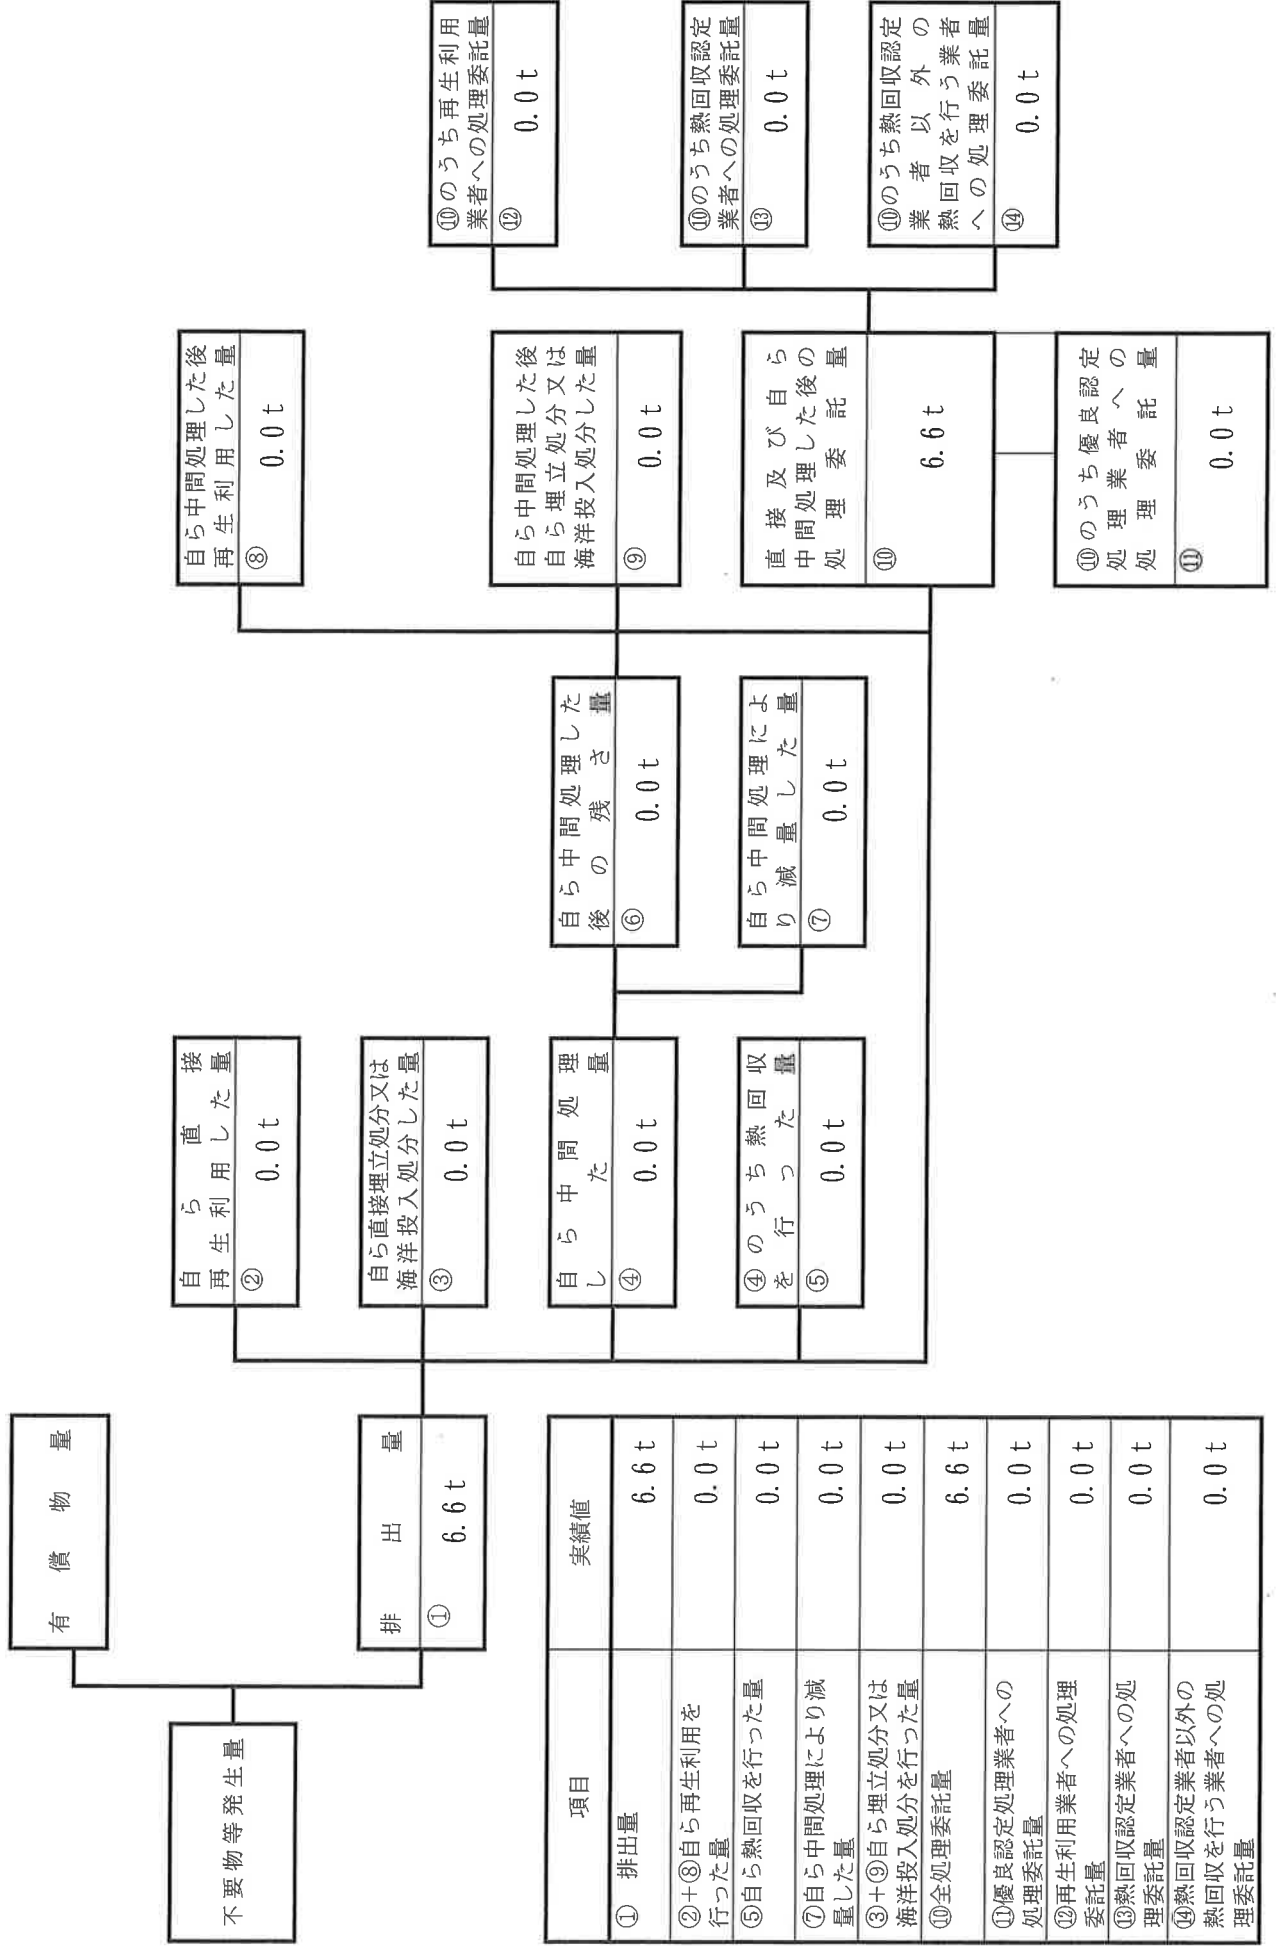 不要物等発生量
有償物量
排出量
① 6.6t
自ら直接
再生利用した量
② 0.0t
自ら直接埋立処分又は
海洋投入処分した量
③ 0.0t
自ら中間処理
した量
④ 0.0t
④のうち熱回収
を行った量
⑤ 0.0t
自ら中間処理した
後の残さ量
⑥ 0.0t
自ら中間処理によ
り減量した量
⑦ 0.0t
自ら中間処理した後
再生利用した量
⑧ 0.0t
自ら中間処理した後
自ら埋立処分又は
海洋投入処分した量
⑨ 0.0t
直接及び自ら
中間処理した後の
処理委託量
⑩ 6.6t
⑩のうち優良認定
処理業者への
処理委託量
⑪ 0.0t
⑩のうち再生利用
業者への処理委託量
⑫ 0.0t
⑩のうち熱回収認定
業者への処理委託量
⑬ 0.0t
⑩のうち熱回収認定
業者以外の
熱回収を行う業者
への処理委託量
⑭ 0.0t
項目 実績値
① 排出量 6.6t
②+⑧自ら再生利用を
行った量 0.0t
⑤自ら熱回収を行った量 0.0t
⑦自ら中間処理により減
量した量 0.0t
③+⑨自ら埋立処分又は
海洋投入処分を行った量 0.0t
⑩全処理委託量 6.6t
⑪優良認定処理業者への
処理委託量 0.0t
⑫再生利用業者への処理
委託量 0.0t
⑬熱回収認定業者への処
理委託量 0.0t
⑭熱回収認定業者以外の
熱回収を行う業者への処
理委託量 0.0t